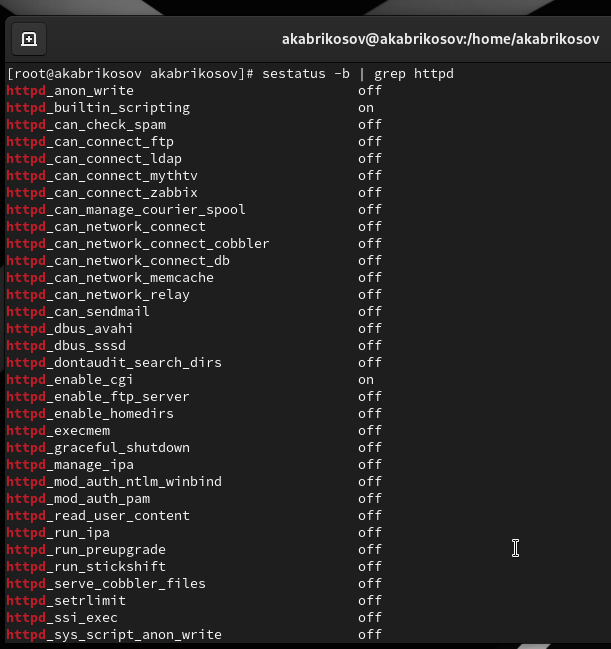 akabrikosov@akabrikosov:/home/akabrikosov
[root@akabrikosov akabrikosov]# sestatus -b | grep httpd
httpd_anon_write off
httpd_builtin_scripting on
httpd_can_check_spam off
httpd_can_connect_ftp off
httpd_can_connect_ldap off
httpd_can_connect_mythtv off
httpd_can_connect_zabbix off
httpd_can_manage_courier_spool off
httpd_can_network_connect off
httpd_can_network_connect_cobbler off
httpd_can_network_connect_db off
httpd_can_network_memcache off
httpd_can_network_relay off
httpd_can_sendmail off
httpd_dbus_avahi off
httpd_dbus_sssd off
httpd_dontaudit_search_dirs off
httpd_enable_cgi on
httpd_enable_ftp_server off
httpd_enable_homedirs off
httpd_execmem off
httpd_graceful_shutdown off
httpd_manage_ipa off
httpd_mod_auth_ntlm_winbind off
httpd_mod_auth_pam off
httpd_read_user_content off
httpd_run_ipa off
httpd_run_preupgrade off
httpd_run_stickshift off
httpd_serve_cobbler_files off
httpd_setrlimit off
httpd_ssi_exec off
httpd_sys_script_anon_write off